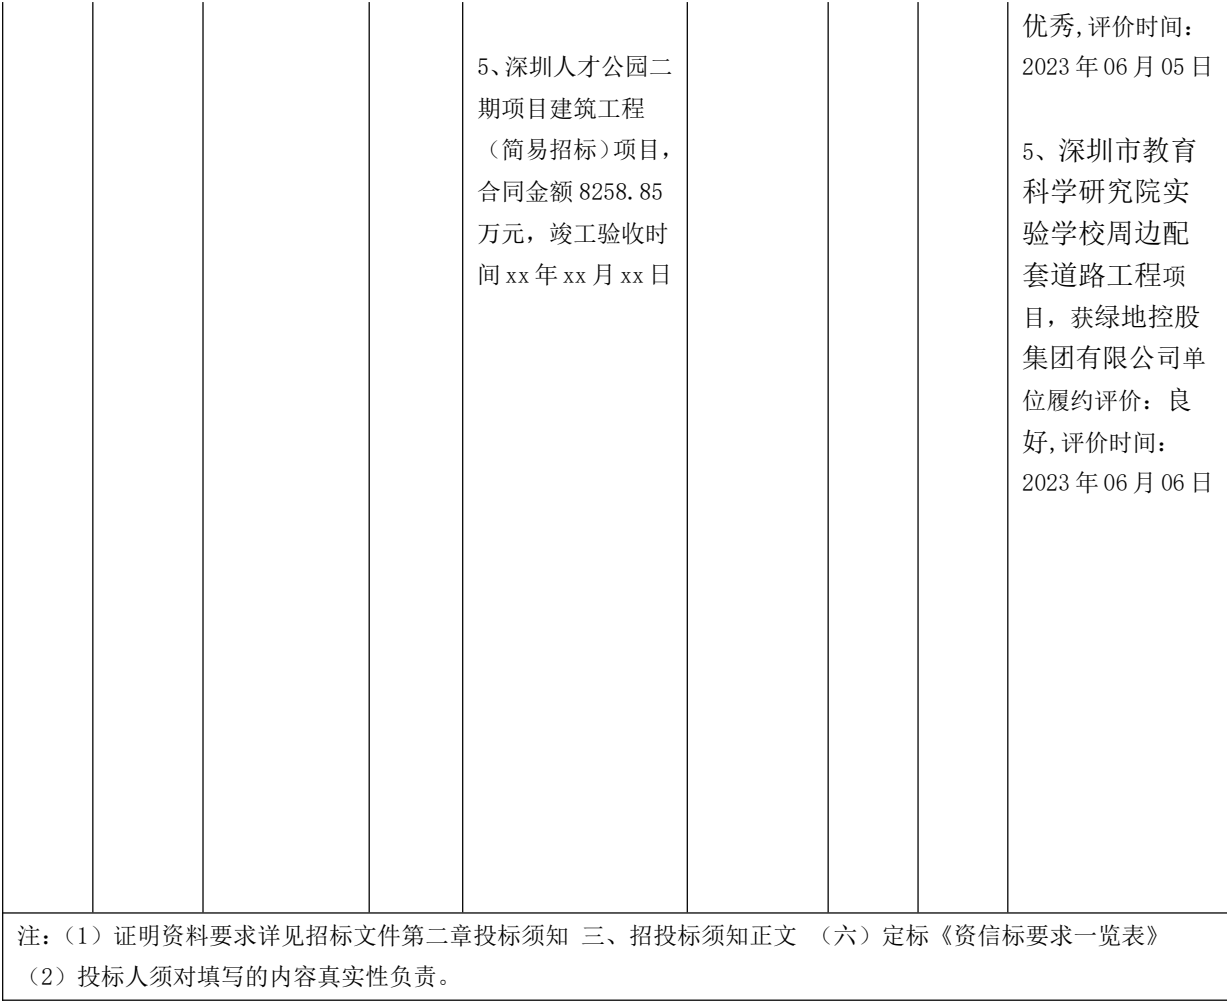 5、深圳人才公园二
期项目建筑工程
（简易招标）项目，
合同金额 8258.85
万元，竣工验收时
间 xx 年 xx 月 xx 日
优秀,评价时间：
2023 年 06 月 05 日
5、深圳市教育
科学研究院实
验学校周边配
套道路工程项
目，获绿地控股
集团有限公司单
位履约评价：良
好,评价时间：
2023 年 06 月 06 日
注：（1）证明资料要求详见招标文件第二章投标须知 三、招投标须知正文 （六）定标《资信标要求一览表》
（2）投标人须对填写的内容真实性负责。